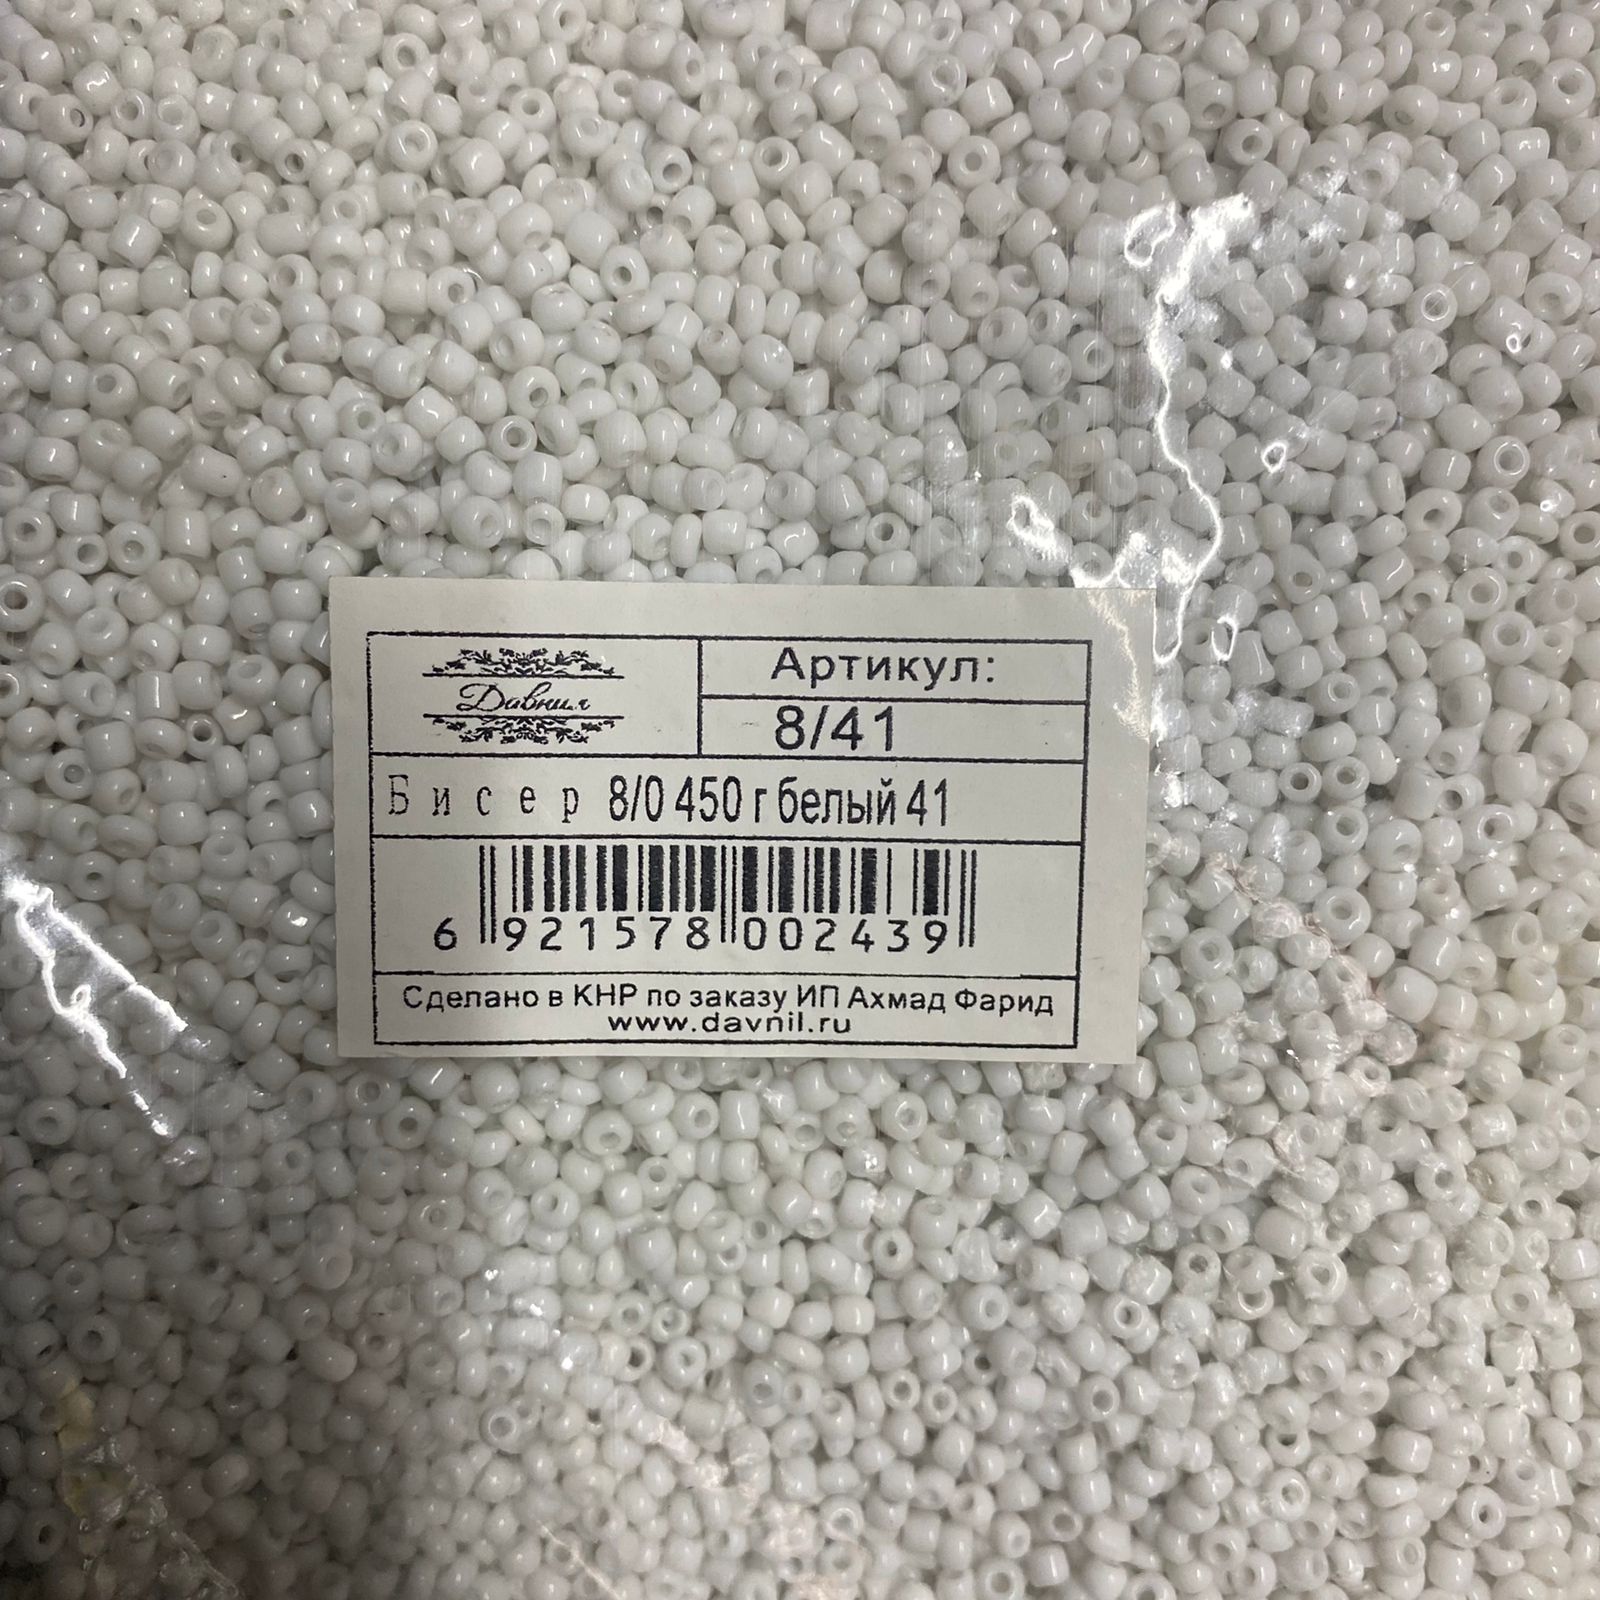 Давнил
Артикул:
8/41
Бисер 8/0 450 г белый 41
6 921578 002439
Сделано в КНР по заказу ИП Ахмад Фарид
www.davnil.ru